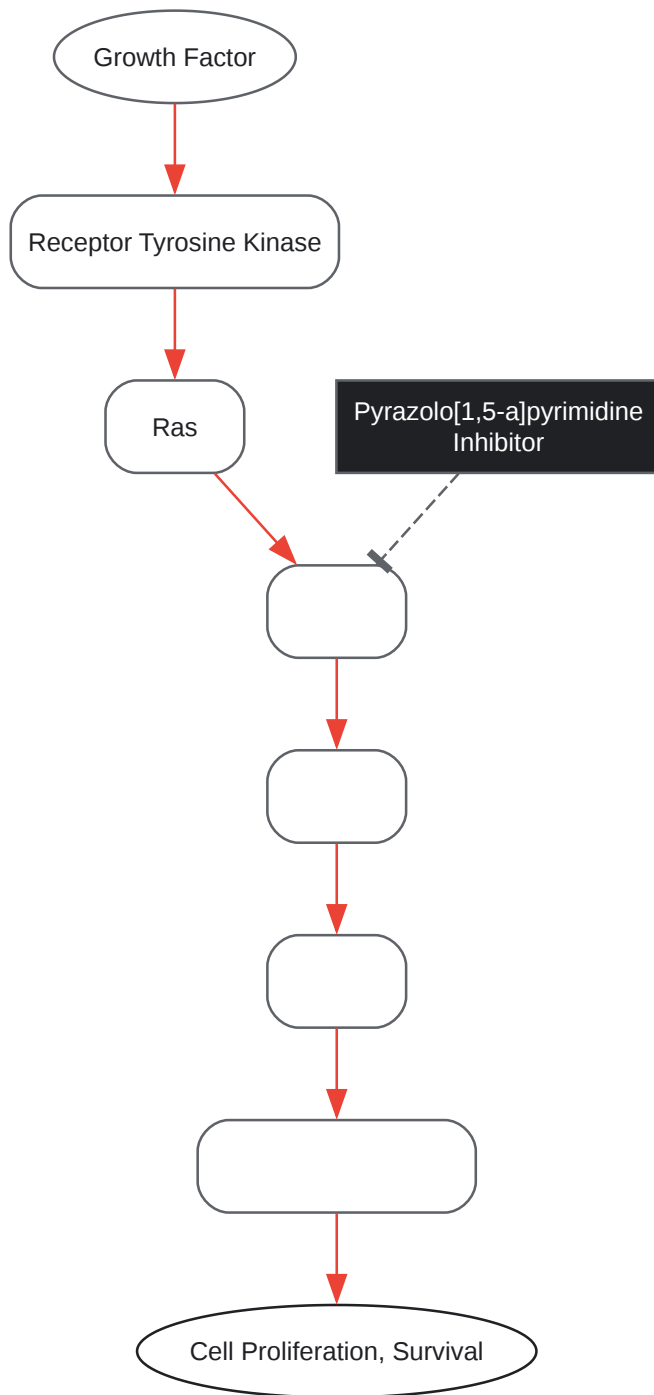 Growth Factor
Receptor Tyrosine Kinase
Ras
Pyrazolo[1,5-a]pyrimidine
Inhibitor
Cell Proliferation, Survival